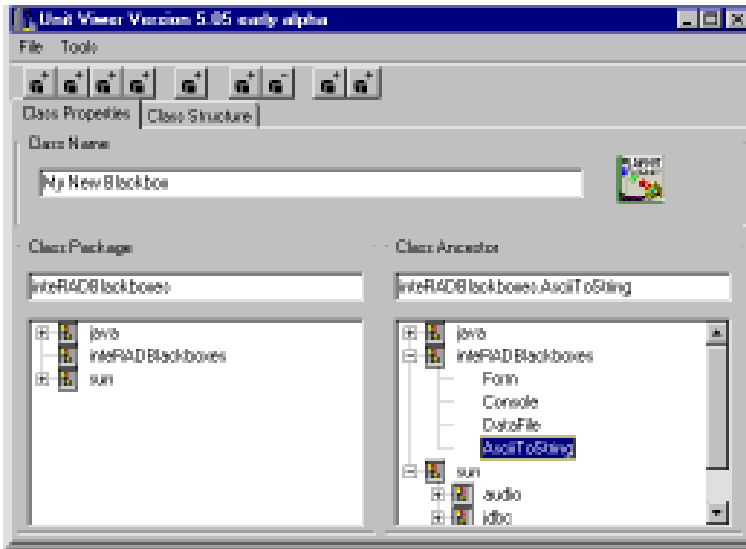 Unit Viewer Version 5.05 early alpha
File Tools
Class Properties Class Structure
Class Name
My New Blackbox
Class Package
inteRADBlackboxes
java
inteRADBlackboxes
sun
Class Ancestor
inteRADBlackboxes.AsciiToString
java
inteRADBlackboxes
Form
Console
DataFile
AsciiToString
sun
audio
jdbc